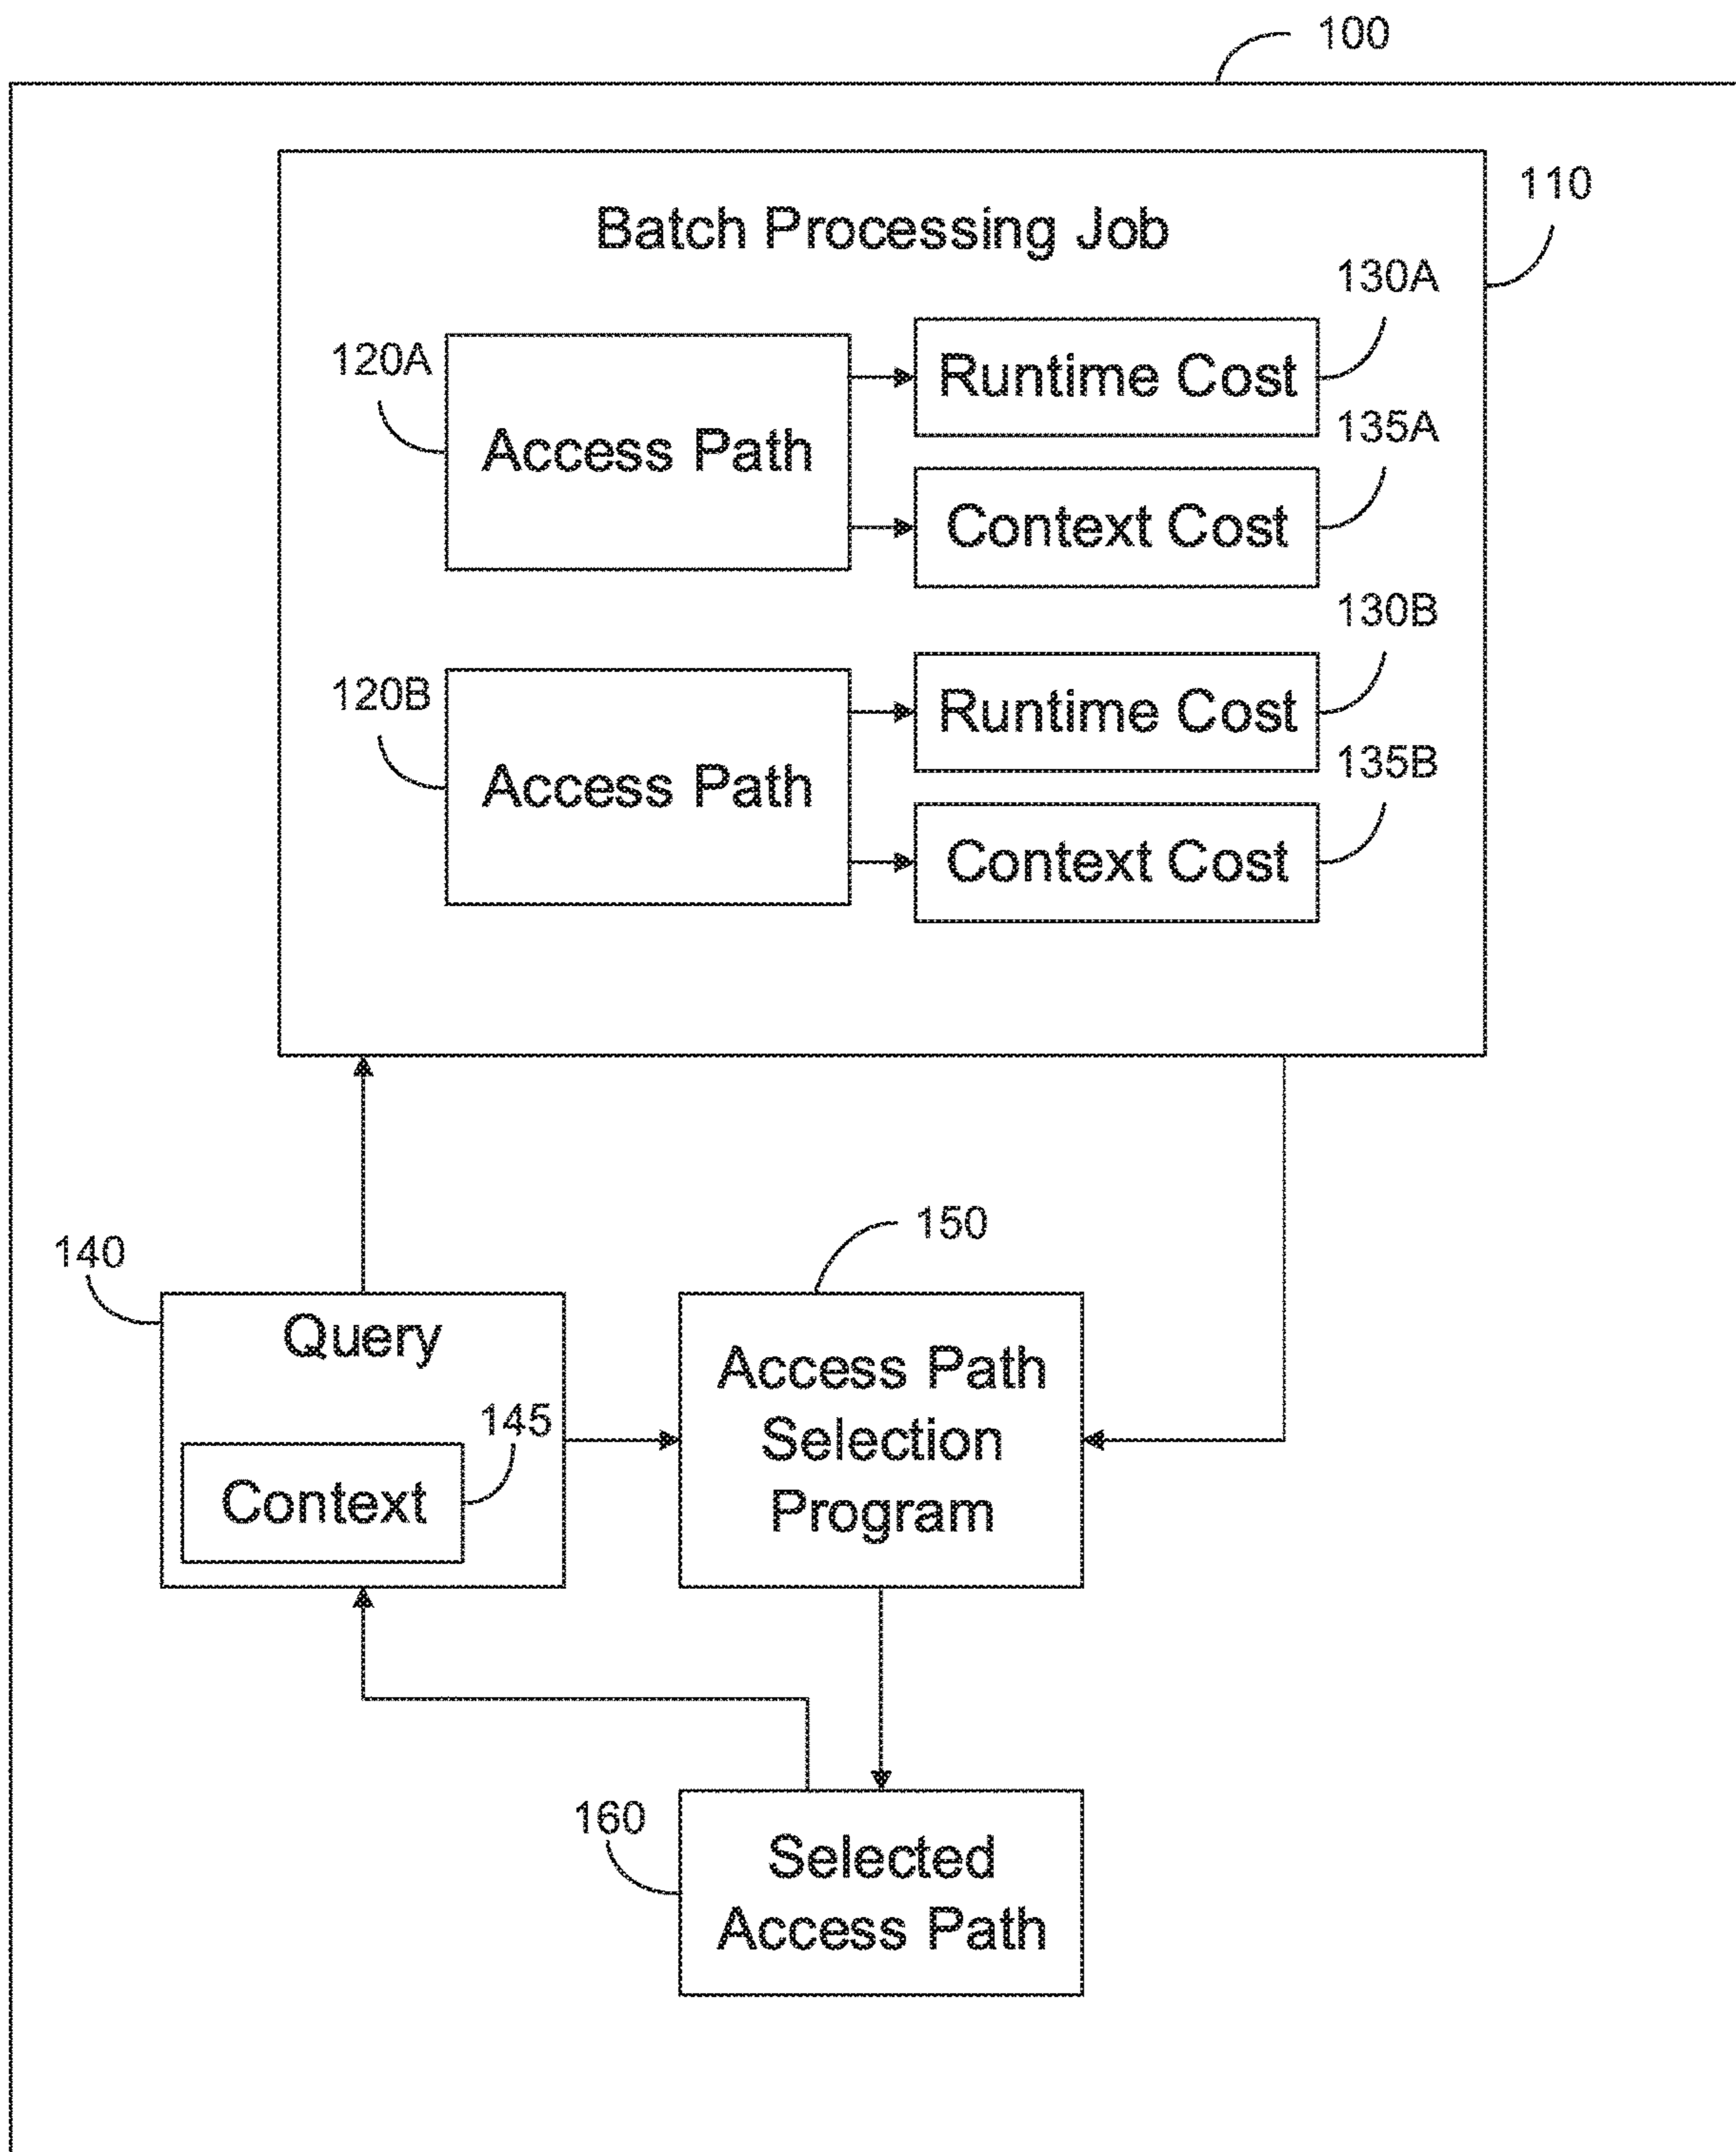 100
110
Batch Processing Job
130A
120A
Runtime Cost
Access Path
135A
Context Cost
130B
120B
Runtime Cost
Access Path
135B
Context Cost
140
150
Query
145
Context
Access Path
Selection
Program
160
Selected
Access Path